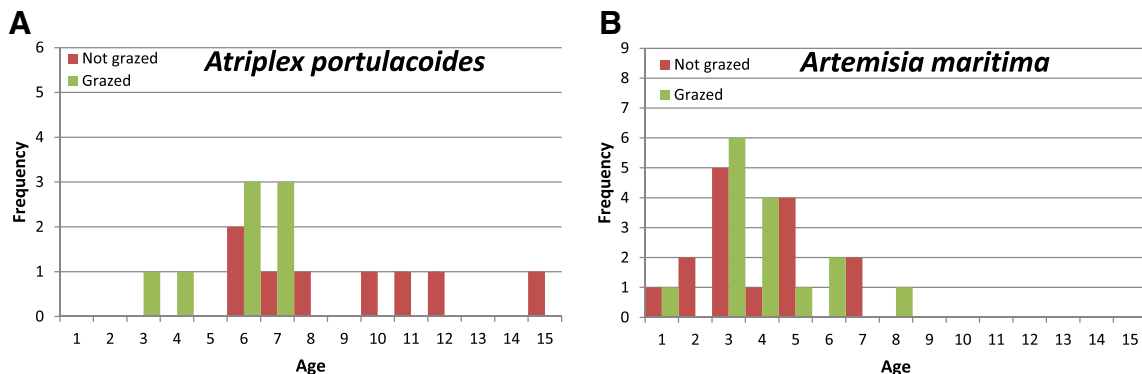 A
Atriplex portulacoides
Not grazed
Grazed
Frequency
6
5
4
3
2
1
0
1 2 3 4 5 6 7 8 9 10 11 12 13 14 15
Age
B
Artemisia maritima
Not grazed
Grazed
Frequency
9
8
7
6
5
4
3
2
1
0
1 2 3 4 5 6 7 8 9 10 11 12 13 14 15
Age